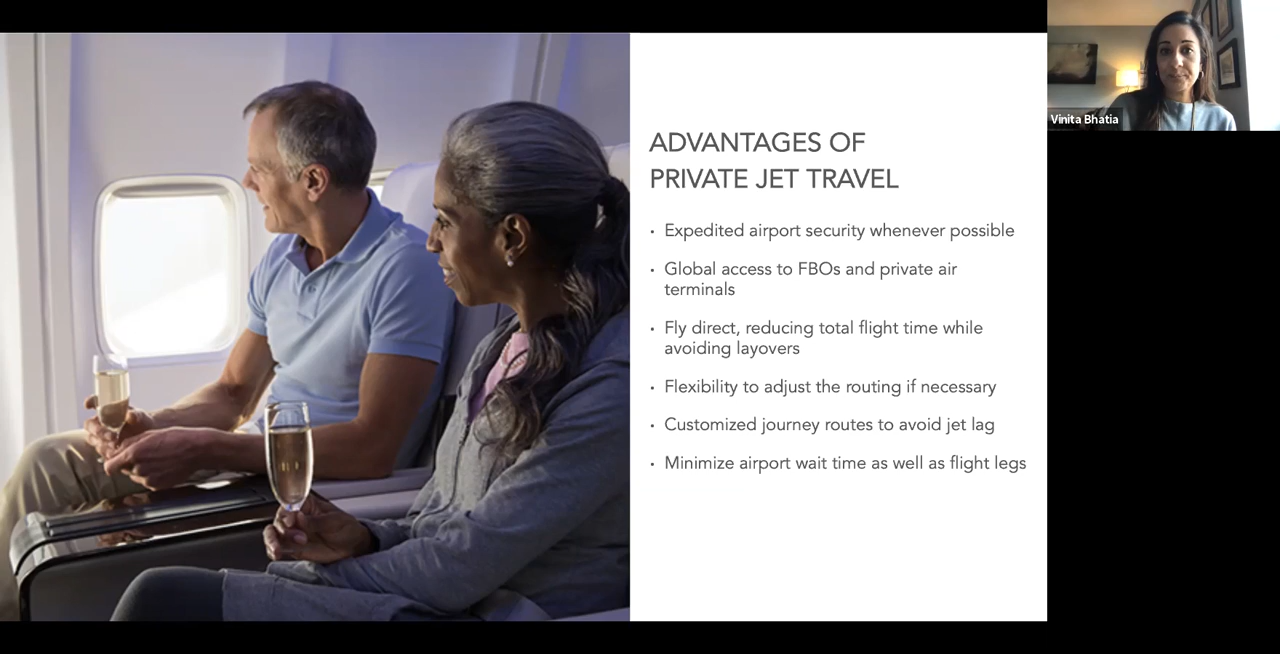 ADVANTAGES OF
PRIVATE JET TRAVEL
• Expedited airport security whenever possible
• Global access to FBOs and private air
terminals
• Fly direct, reducing total flight time while
avoiding layovers
• Flexibility to adjust the routing if necessary
• Customized journey routes to avoid jet lag
• Minimize airport wait time as well as flight legs
Vinita Bhatia